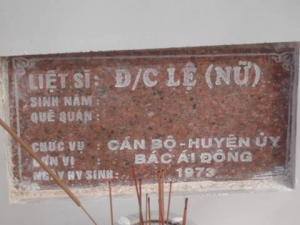 LIỆT SĨ: Đ/C LỆ (NỮ)
SINH NĂM:
QUÊ QUÁN:
CHỨC VỤ : CÁN BỘ - HUYỆN ỦY
ĐƠN VỊ : BÁC ÁI ĐÔNG
NGÀY HY SINH: 1973